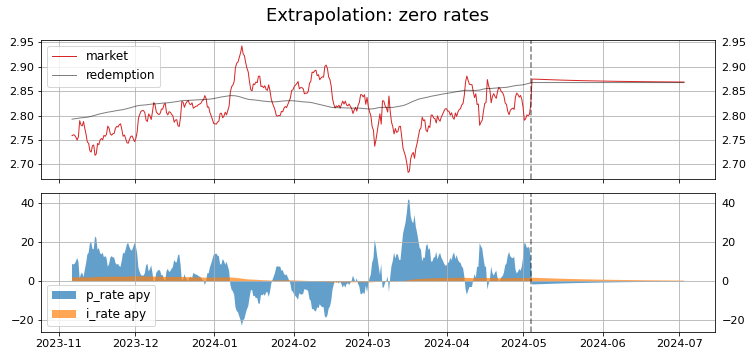 Extrapolation: zero rates
2.95 2.95
2.90 2.90
2.85 2.85
2.80 2.80
2.75 2.75
2.70 2.70
market
redemption
40 40
20 20
0 0
−20 −20
p_rate apy
i_rate apy
2023-11 2023-12 2024-01 2024-02 2024-03 2024-04 2024-05 2024-06 2024-07